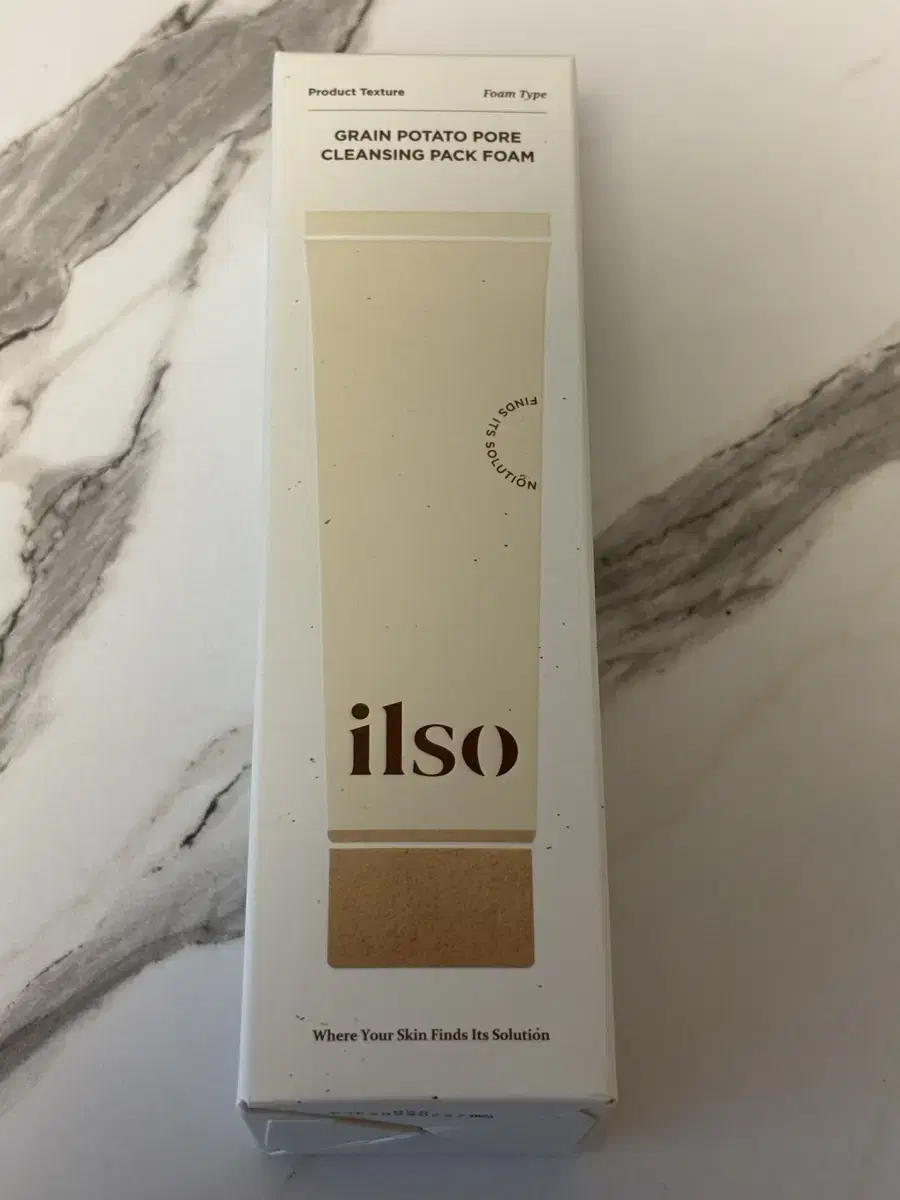 Product Texture
Foam Type
GRAIN POTATO PORE
CLEANSING PACK FOAM
FINDS ITS SOLUTION
ilso
Where Your Skin Finds Its Solution